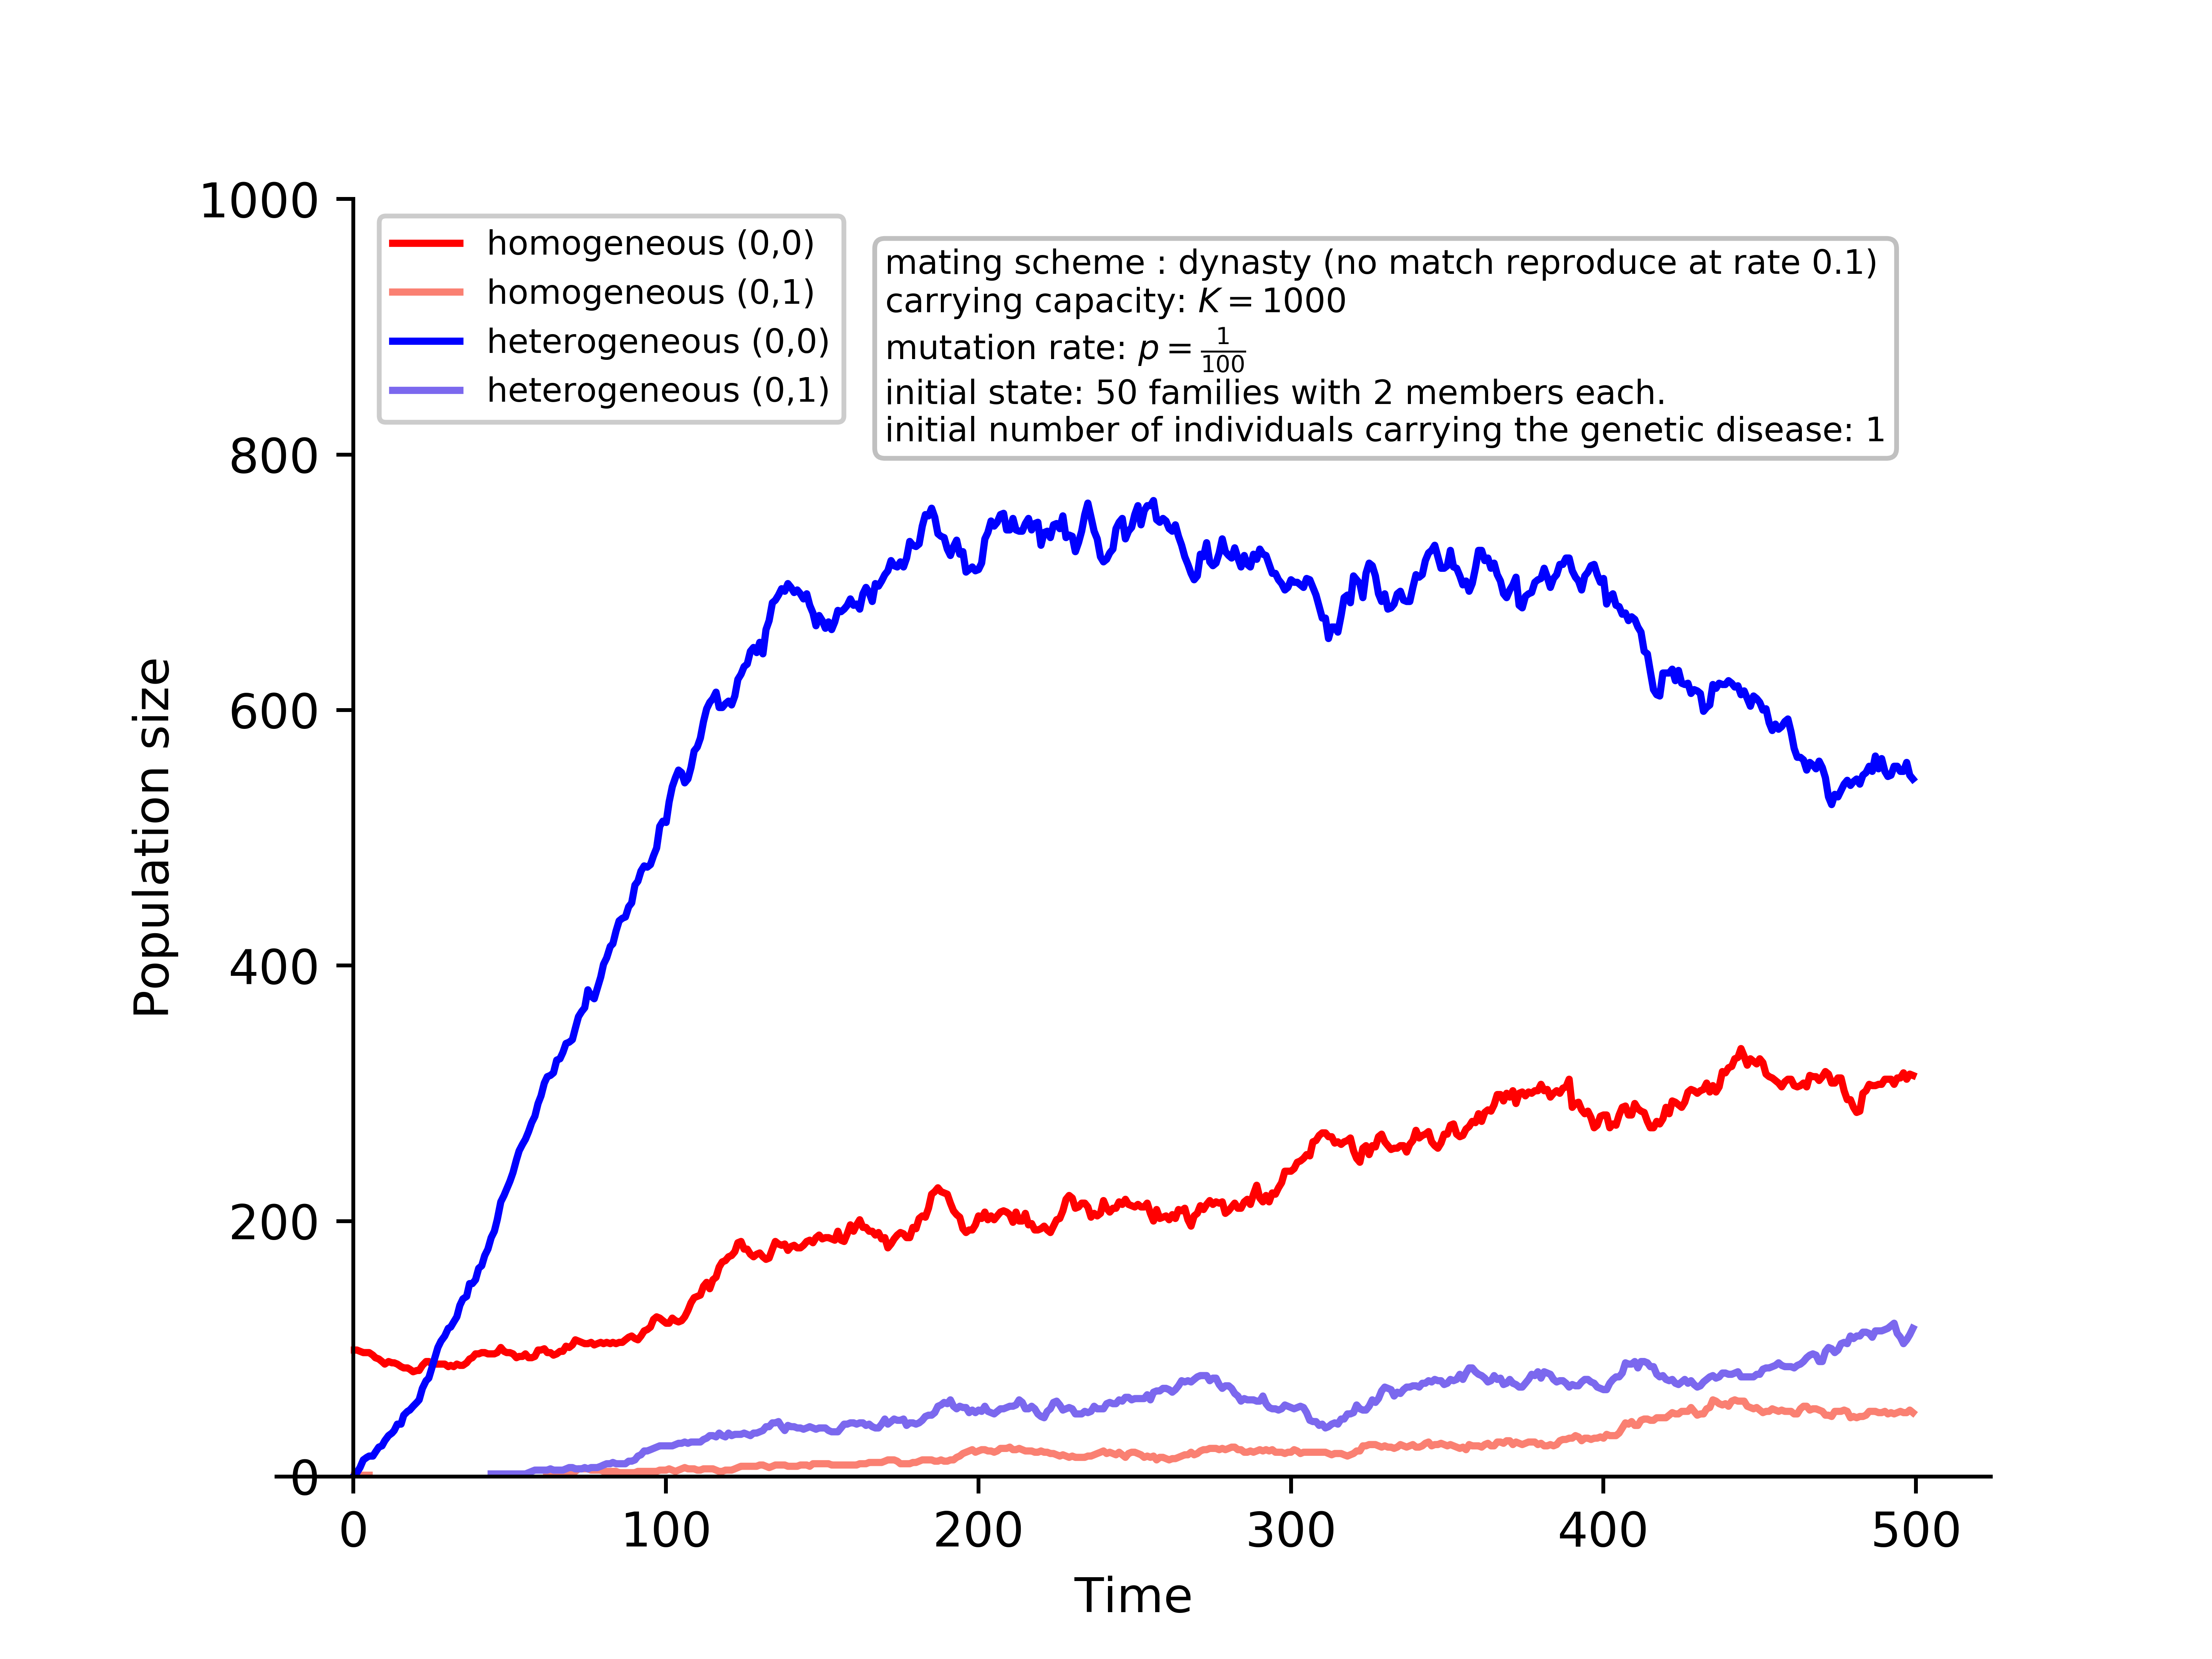 1000
800
600
400
200
0
Population size
homogeneous (0,0)
homogeneous (0,1)
heterogeneous (0,0)
heterogeneous (0,1)
mating scheme : dynasty (no match reproduce at rate 0.1)
carrying capacity: K = 1000
mutation rate: p = 1/100
initial state: 50 families with 2 members each.
initial number of individuals carrying the genetic disease: 1
0 100 200 300 400 500
Time